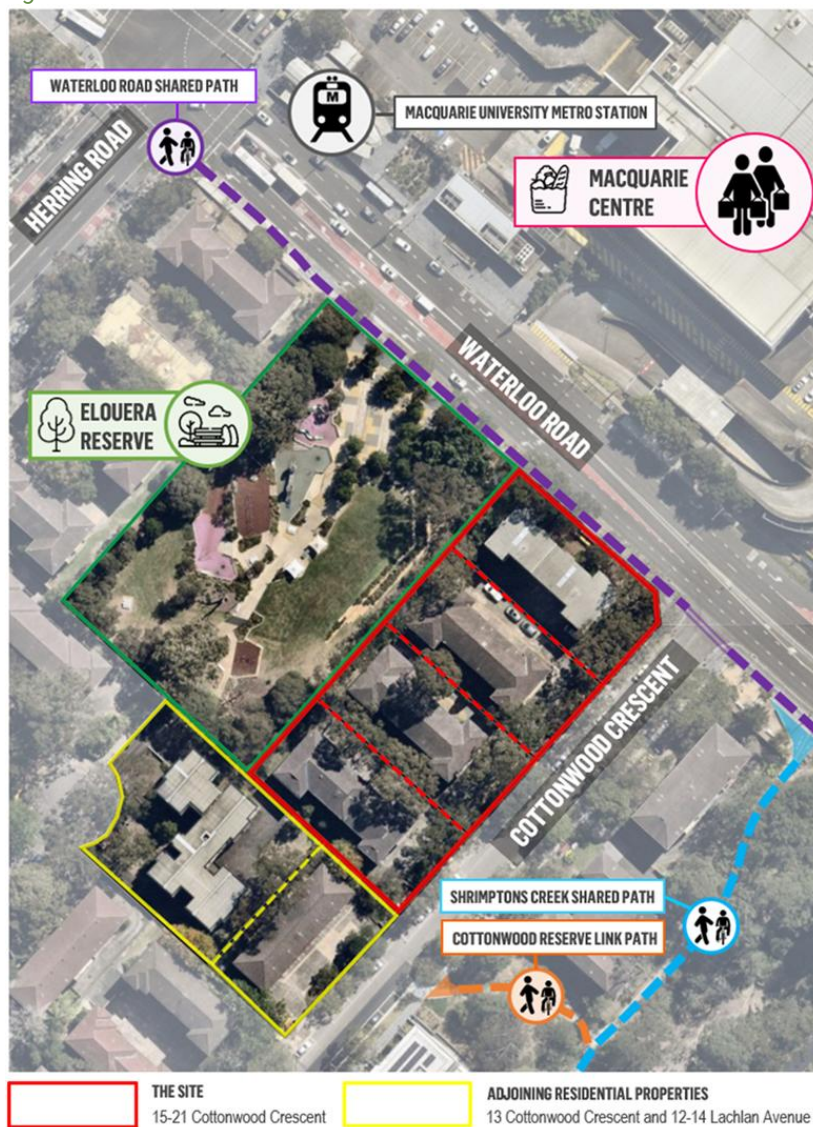 WATERLOO ROAD SHARED PATH
M
MACQUARIE UNIVERSITY METRO STATION
HERRING ROAD
MACQUARIE
CENTRE
WATERLOO ROAD
ELOUERA
RESERVE
COTTONWOOD CRESCENT
SHRIMPTONS CREEK SHARED PATH
COTTONWOOD RESERVE LINK PATH
THE SITE
15-21 Cottonwood Crescent
ADJOINING RESIDENTIAL PROPERTIES
13 Cottonwood Crescent and 12-14 Lachlan Avenue